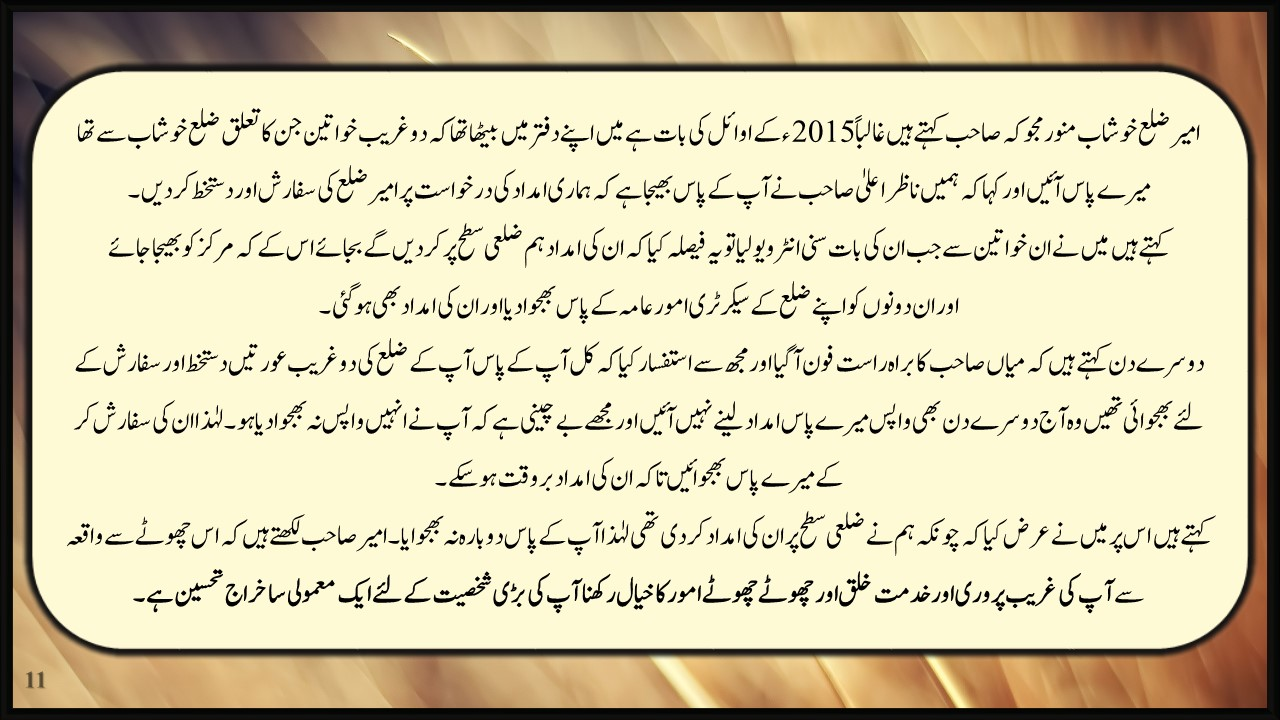 امیر ضلع خوشاب منور مجوکہ صاحب کہتے ہیں غالباً 2015ء کے اوائل کی بات ہے میں اپنے دفتر میں بیٹھا تھا کہ دو غریب خواتین جن کا تعلق ضلع خوشاب سے تھا
میرے پاس آئیں اور کہا کہ ہمیں ناظر اعلیٰ صاحب نے آپ کے پاس بھیجا ہے کہ ہماری امداد کی درخواست پر امیر ضلع کی سفارش اور دستخط کر دیں۔
کہتے ہیں میں نے ان خواتین سے جب ان کی بات سنی انٹرویو لیا تو یہ فیصلہ کیا کہ ان کی امداد ہم ضلعی سطح پر کر دیں گے بجائے اس کے کہ مرکز کو بھیجا جائے
اور ان دونوں کو اپنے ضلع کے سیکرٹری امور عامہ کے پاس بھجوا دیا اور ان کی امداد بھی ہو گئی۔
دوسرے دن کہتے ہیں کہ میاں صاحب کا براہ راست فون آ گیا اور مجھ سے استفسار کیا کہ کل آپ کے پاس آپ کے ضلع کی دو غریب عورتیں دستخط اور سفارش کے
لئے بھجوائی تھیں وہ آج دوسرے دن بھی واپس میرے پاس امداد لینے نہیں آئیں اور مجھے بے چینی ہے کہ آپ نے انہیں واپس نہ بھجوا دیا ہو۔ لہٰذا ان کی سفارش کر
کے میرے پاس بھجوائیں تا کہ ان کی امداد بر وقت ہو سکے۔
کہتے ہیں اس پر میں نے عرض کیا کہ چونکہ ہم نے ضلعی سطح پر ان کی امداد کر دی تھی لہٰذا آپ کے پاس دوبارہ نہ بھجوایا۔ امیر صاحب لکھتے ہیں کہ اس چھوٹے سے واقعہ
سے آپ کی غریب پروری اور خدمت خلق اور چھوٹے چھوٹے امور کا خیال رکھنا آپ کی بڑی شخصیت کے لئے ایک معمولی سا خراج تحسین ہے۔
11